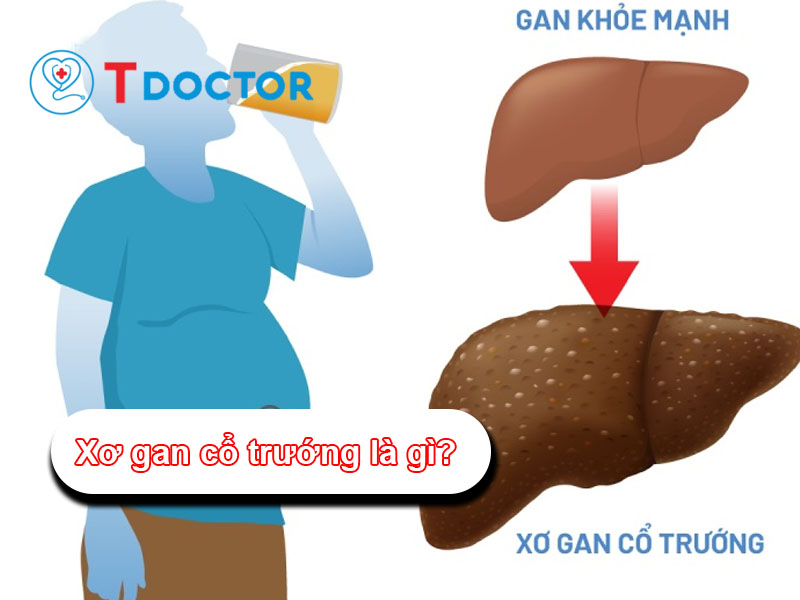 GAN KHỎE MẠNH
T DOCTOR
Xơ gan cổ trướng là gì?
XƠ GAN CỔ TRƯỚNG